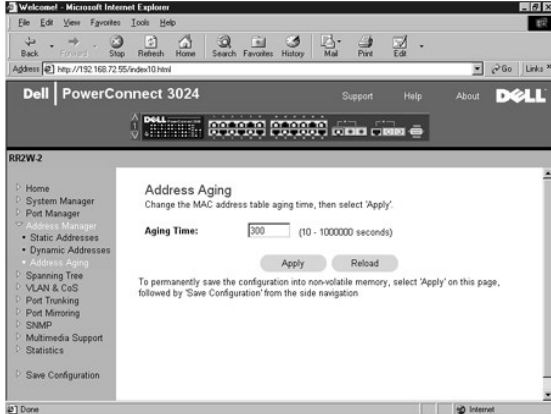 Welcome! - Microsoft Internet Explorer
File Edit View Favorites Tools Help
Back Forward Stop Refresh Home Search Favorites History Mail Print Edit
Address http://192.168.72.55/index10.html Go Links »
Dell | PowerConnect 3024 Support Help About DELL
DELL
RR2W-2
Home
System Manager
Port Manager
Address Manager
• Static Addresses
• Dynamic Addresses
• Address Aging
Spanning Tree
VLAN & CoS
Port Trunking
Port Mirroring
SNMP
Multimedia Support
Statistics
Save Configuration
Address Aging
Change the MAC address table aging time, then select 'Apply'.
Aging Time: 300 (10 - 1000000 seconds)
Apply Reload
To permanently save the configuration into non-volatile memory, select 'Apply' on this page,
followed by 'Save Configuration' from the side navigation
Done Internet